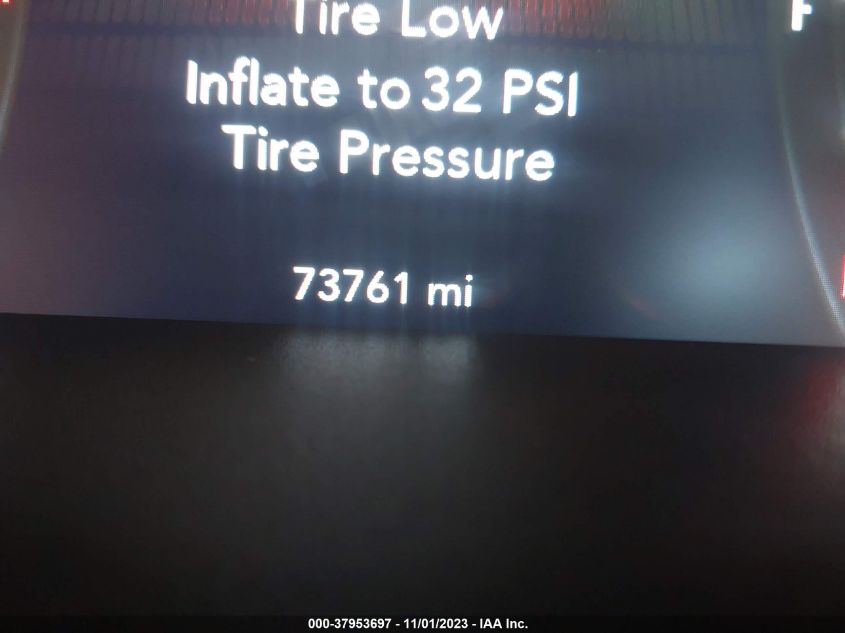 Tire Low
Inflate to 32 PSI
Tire Pressure
73761 mi
000-37953697 - 11/01/2023 - IAA Inc.